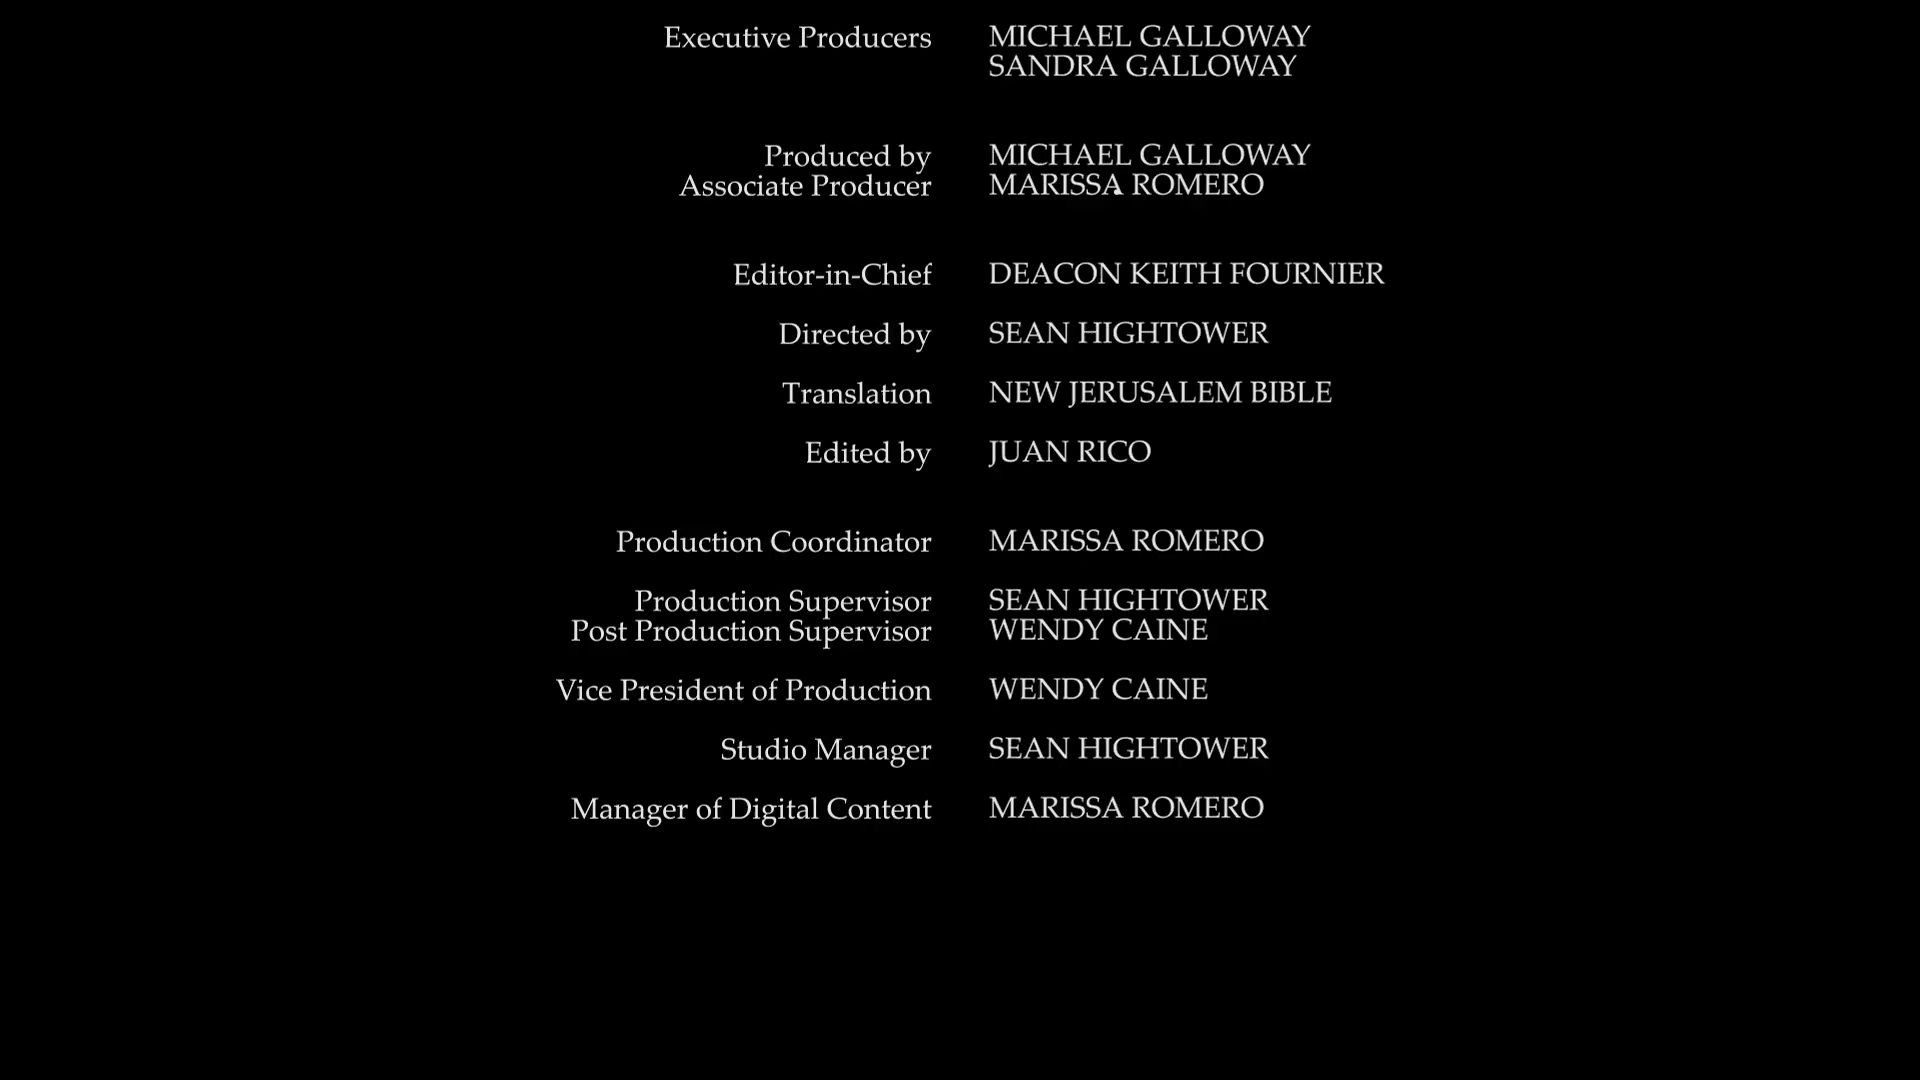 Executive Producers MICHAEL GALLOWAY
SANDRA GALLOWAY
Produced by MICHAEL GALLOWAY
Associate Producer MARISSA ROMERO
Editor-in-Chief DEACON KEITH FOURNIER
Directed by SEAN HIGHTOWER
Translation NEW JERUSALEM BIBLE
Edited by JUAN RICO
Production Coordinator MARISSA ROMERO
Production Supervisor SEAN HIGHTOWER
Post Production Supervisor WENDY CAINE
Vice President of Production WENDY CAINE
Studio Manager SEAN HIGHTOWER
Manager of Digital Content MARISSA ROMERO